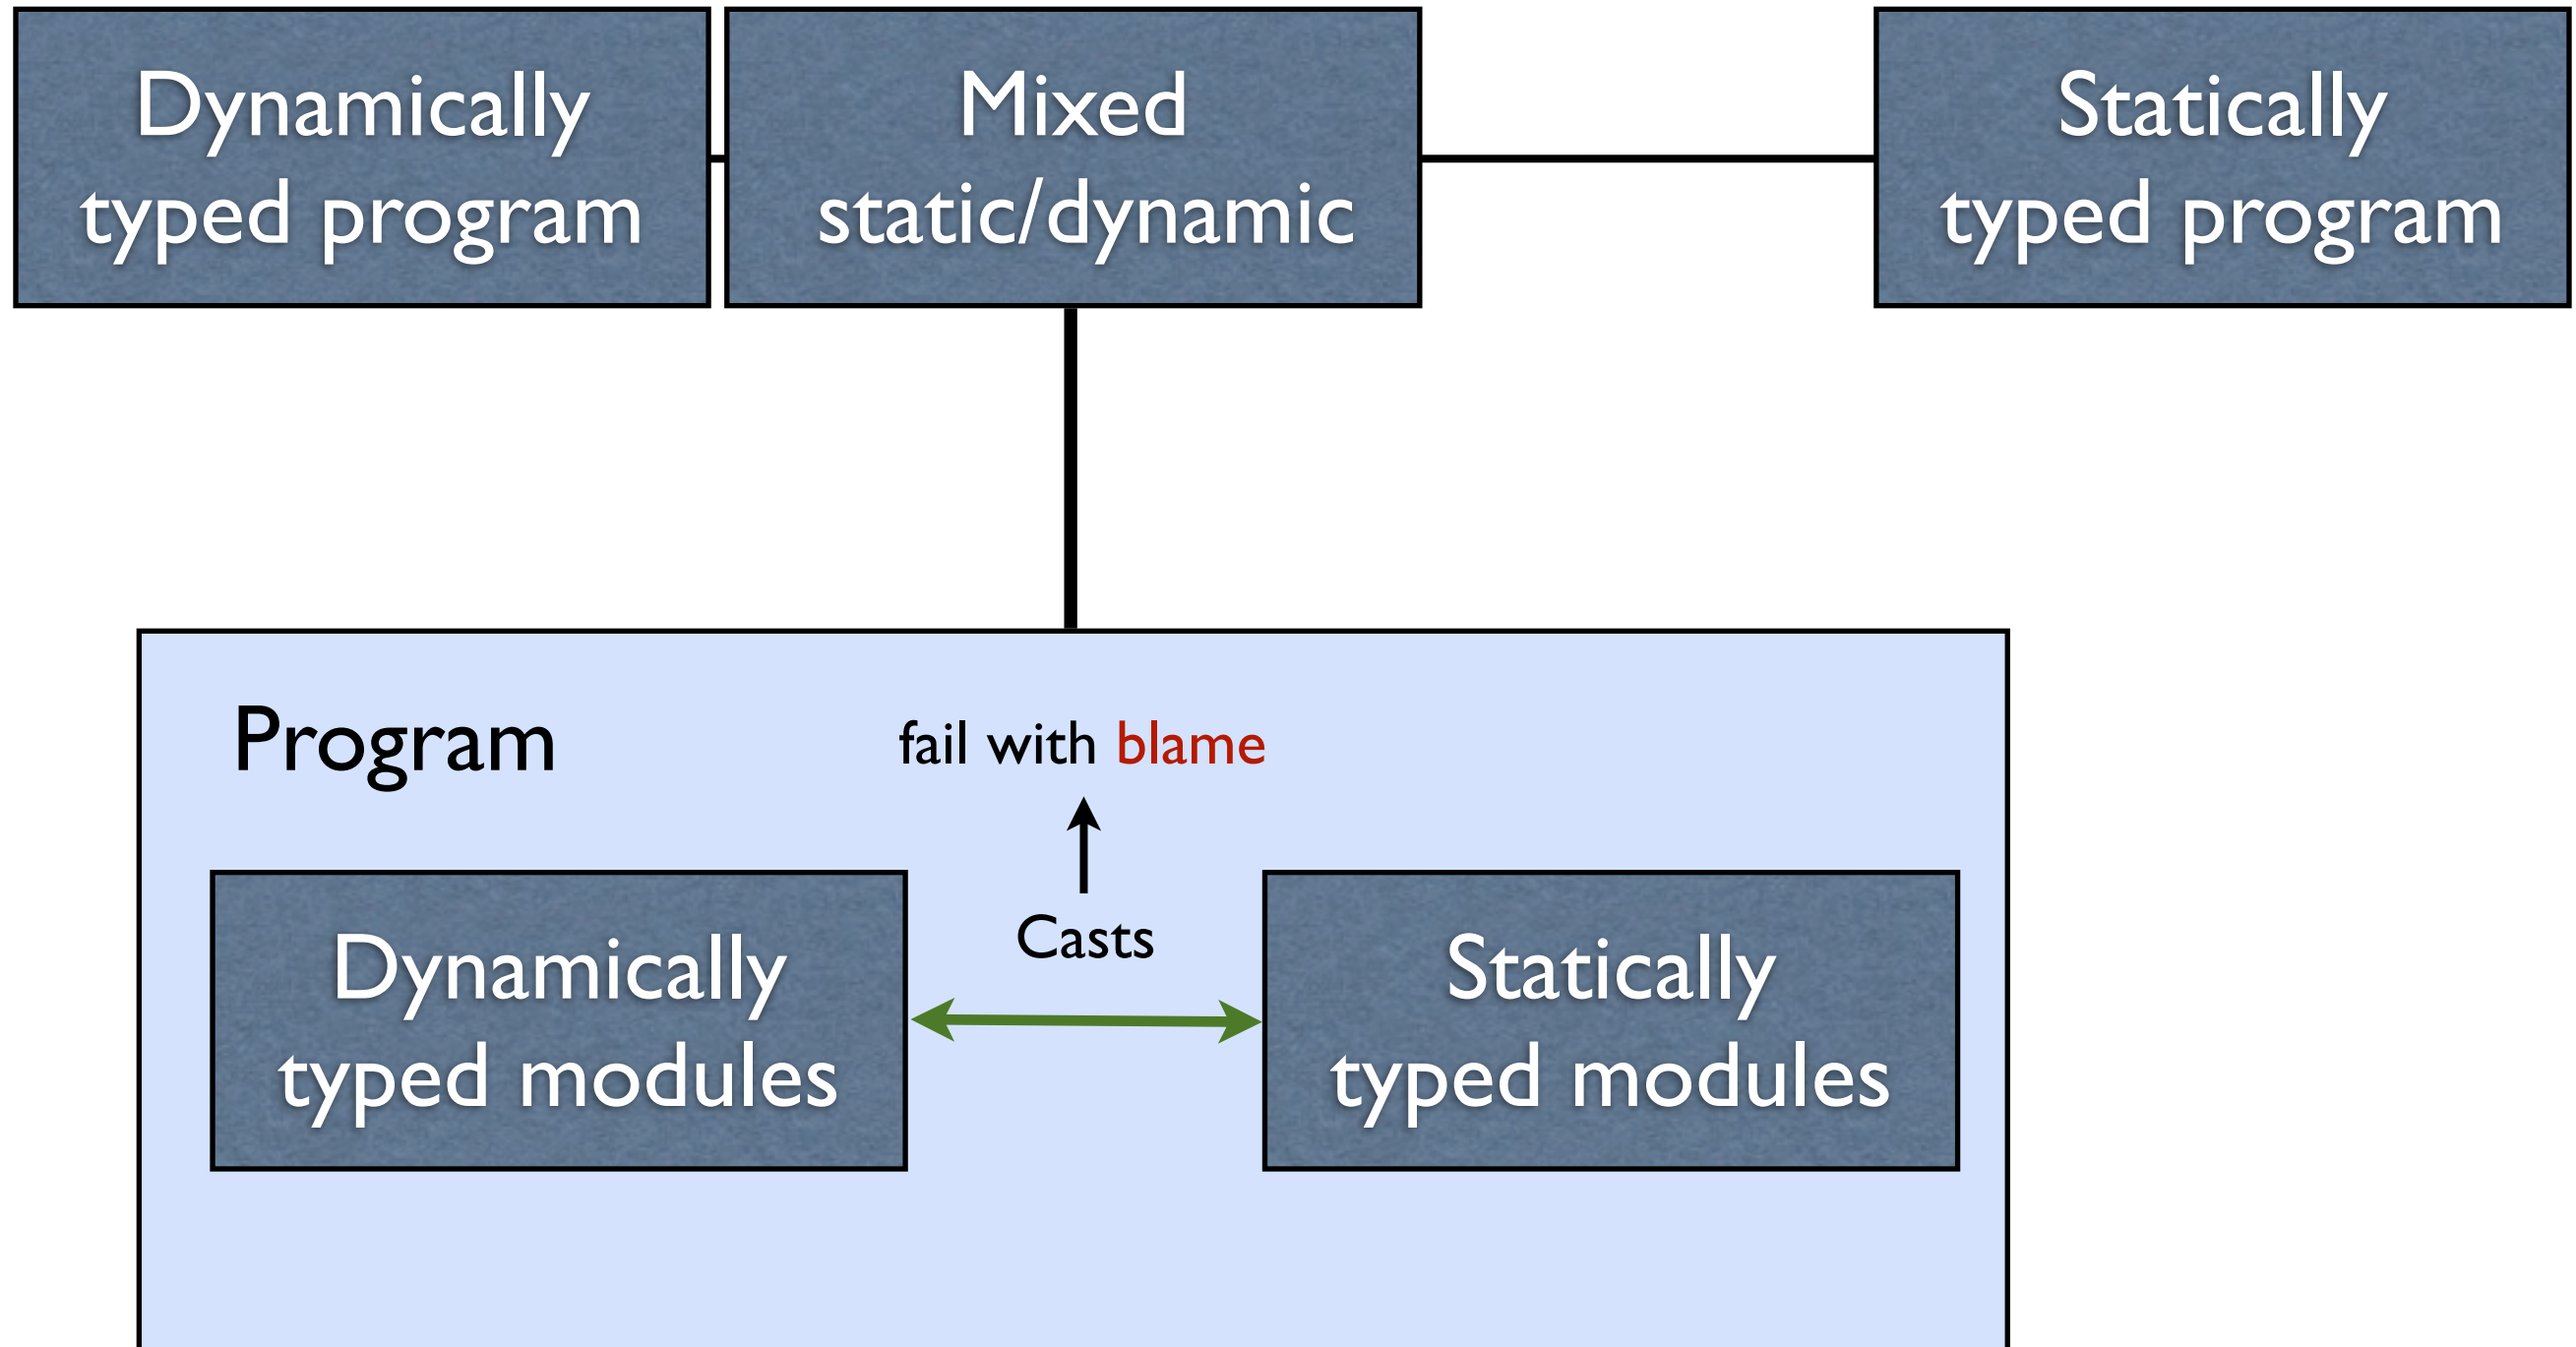 Dynamically
typed program
Mixed
static/dynamic
Statically
typed program
Program
fail with blame
Casts
Dynamically
typed modules
Statically
typed modules